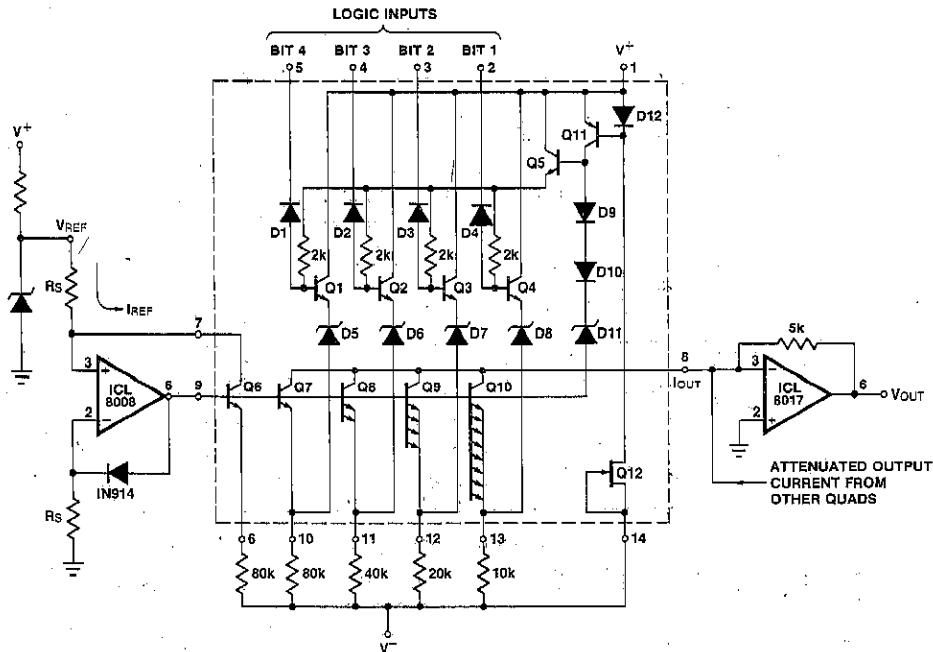 LOGIC INPUTS
BIT 4 BIT 3 BIT 2 BIT 1 V+
5 4 3 2 1
D12
Q11
Q5
V+
D9
D1 D2 D3 D4
2k 2k 2k 2k
VREF
D10
RS
Q1 Q2 Q3 Q4
IREF
D5 D6 D7 D8 D11
7
5k
8
3 +
ICL
8008
6 9
Q6 Q7 Q8 Q9 Q10
IOUT
3 −
ICL
8017
6 VOUT
2 −
2 +
IN914
Q12
ATTENUATED OUTPUT
CURRENT FROM
OTHER QUADS
RS
6 10 11 12 13 14
80k 80k 40k 20k 10k
V−